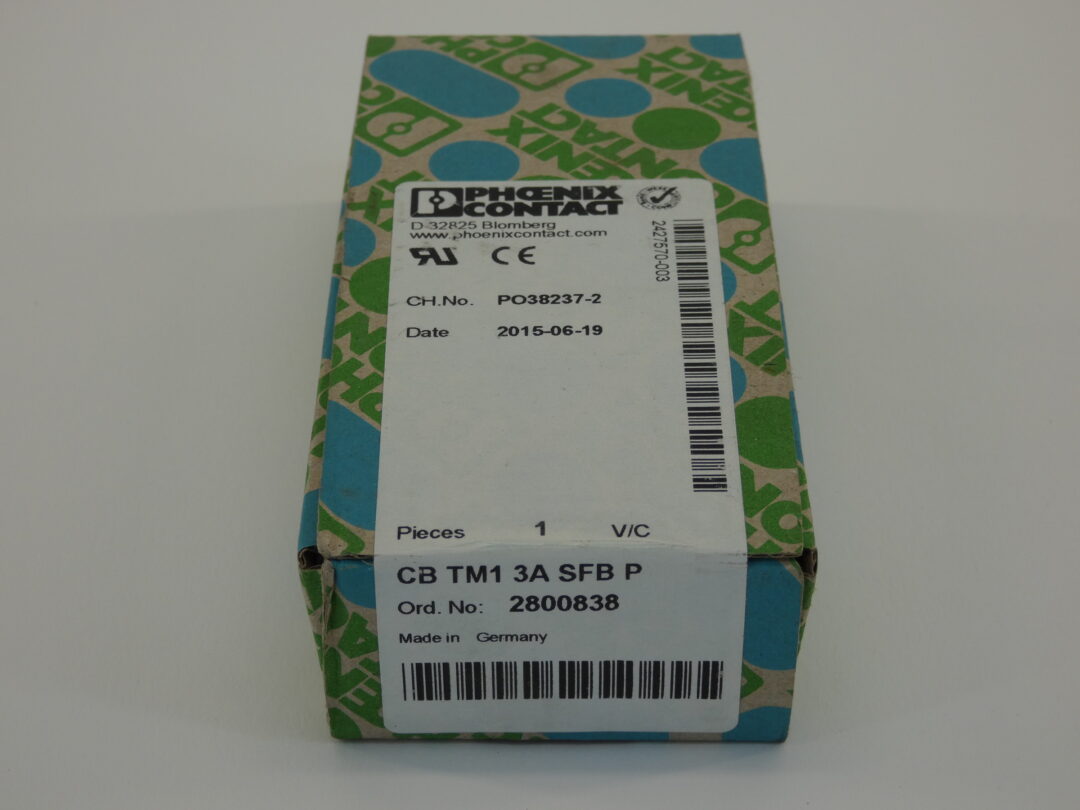 PHŒNIX
CONTACT
D-32825 Blomberg
www.phoenixcontact.com
CE
2427570-003
CH.No. PO38237-2
Date 2015-06-19
Pieces 1 V/C
CB TM1 3A SFB P
Ord. No: 2800838
Made in Germany